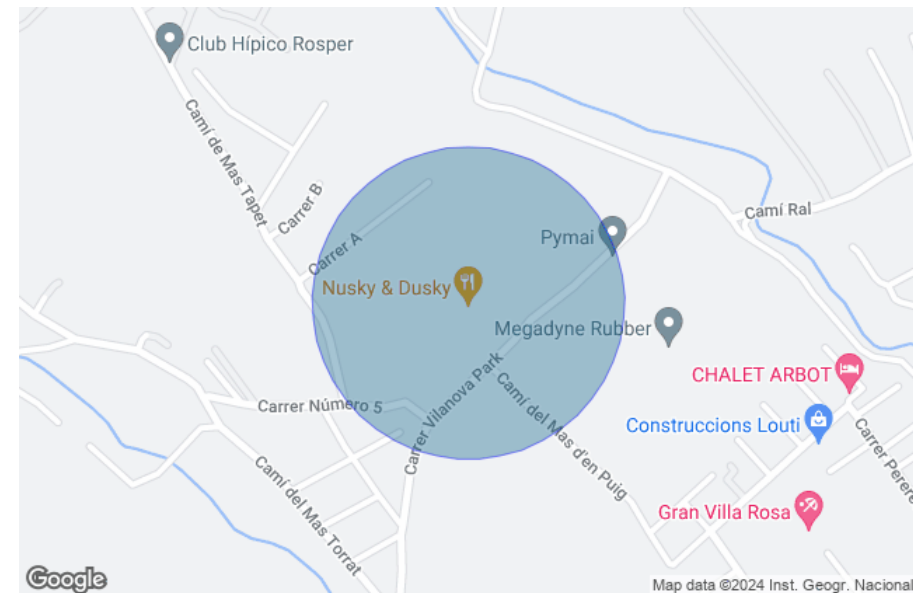 Club Hípico Rosper
Camí de Mas Tapet
Carrer B
Carrer A
Camí Ral
Pymai
Nusky & Dusky
Megadyne Rubber
CHALET ARBOT
Carrer Número 5
Carrer Vilanova Park
Camí del Mas d'en Puig
Construccions Louti
Carrer Perere
Camí del Mas Torrat
Gran Villa Rosa
Google
Map data ©2024 Inst. Geogr. Nacional